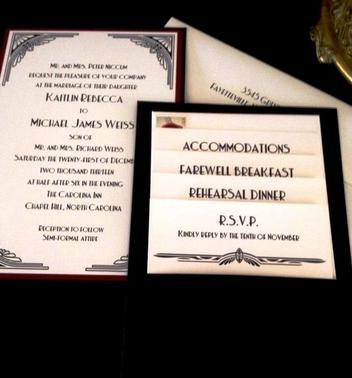 Mr. and Mrs. Peter Niccum
request the pleasure of your company
at the marriage of their daughter
Kaitlin Rebecca
to
Michael James Weiss
son of
Mr. and Mrs. Richard Weiss
Saturday the twenty-first of Decem
two thousand thirteen
at half after six in the evening
The Carolina Inn
Chapel Hill, North Carolina
Reception to follow
Semi-formal attire
5545
Fayetteville
Accommodations
Farewell Breakfast
Rehearsal Dinner
R.S.V.P.
Kindly reply by the tenth of November